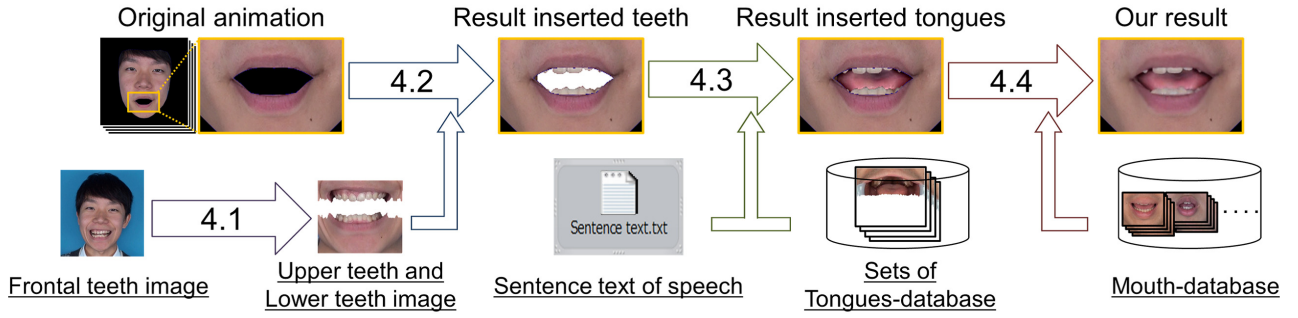 Original animation
Result inserted teeth
Result inserted tongues
Our result
4.2
4.3
4.4
4.1
Sentence text.txt
Frontal teeth image
Upper teeth and
Lower teeth image
Sentence text of speech
Sets of
Tongues-database
Mouth-database